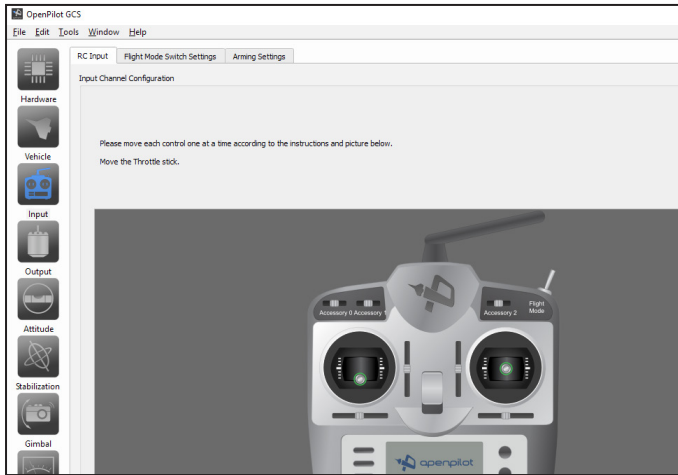 OpenPilot GCS
File Edit Tools Window Help
RC Input Flight Mode Switch Settings Arming Settings
Input Channel Configuration
Hardware
Please move each control one at a time according to the instructions and picture below.
Vehicle
Move the Throttle stick.
Input
Output
Accessory 0 Accessory 1 Accessory 2 Flight
Mode
Attitude
Stabilization
Gimbal
openpilot